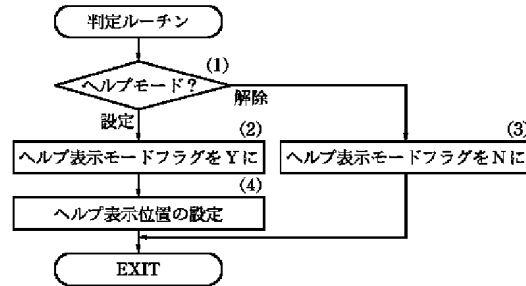 判定ルーチン
(1)
ヘルプモード?
解除
設定
(2)
ヘルプ表示モードフラグをYに
(3)
ヘルプ表示モードフラグをNに
(4)
ヘルプ表示位置の設定
EXIT